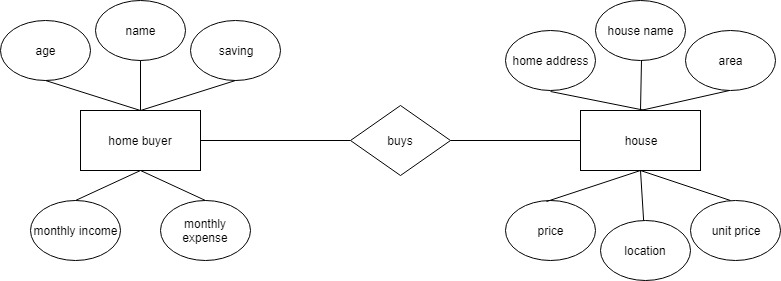 name
house name
age
saving
home address
area
home buyer
buys
house
monthly income
monthly
expense
price
location
unit price